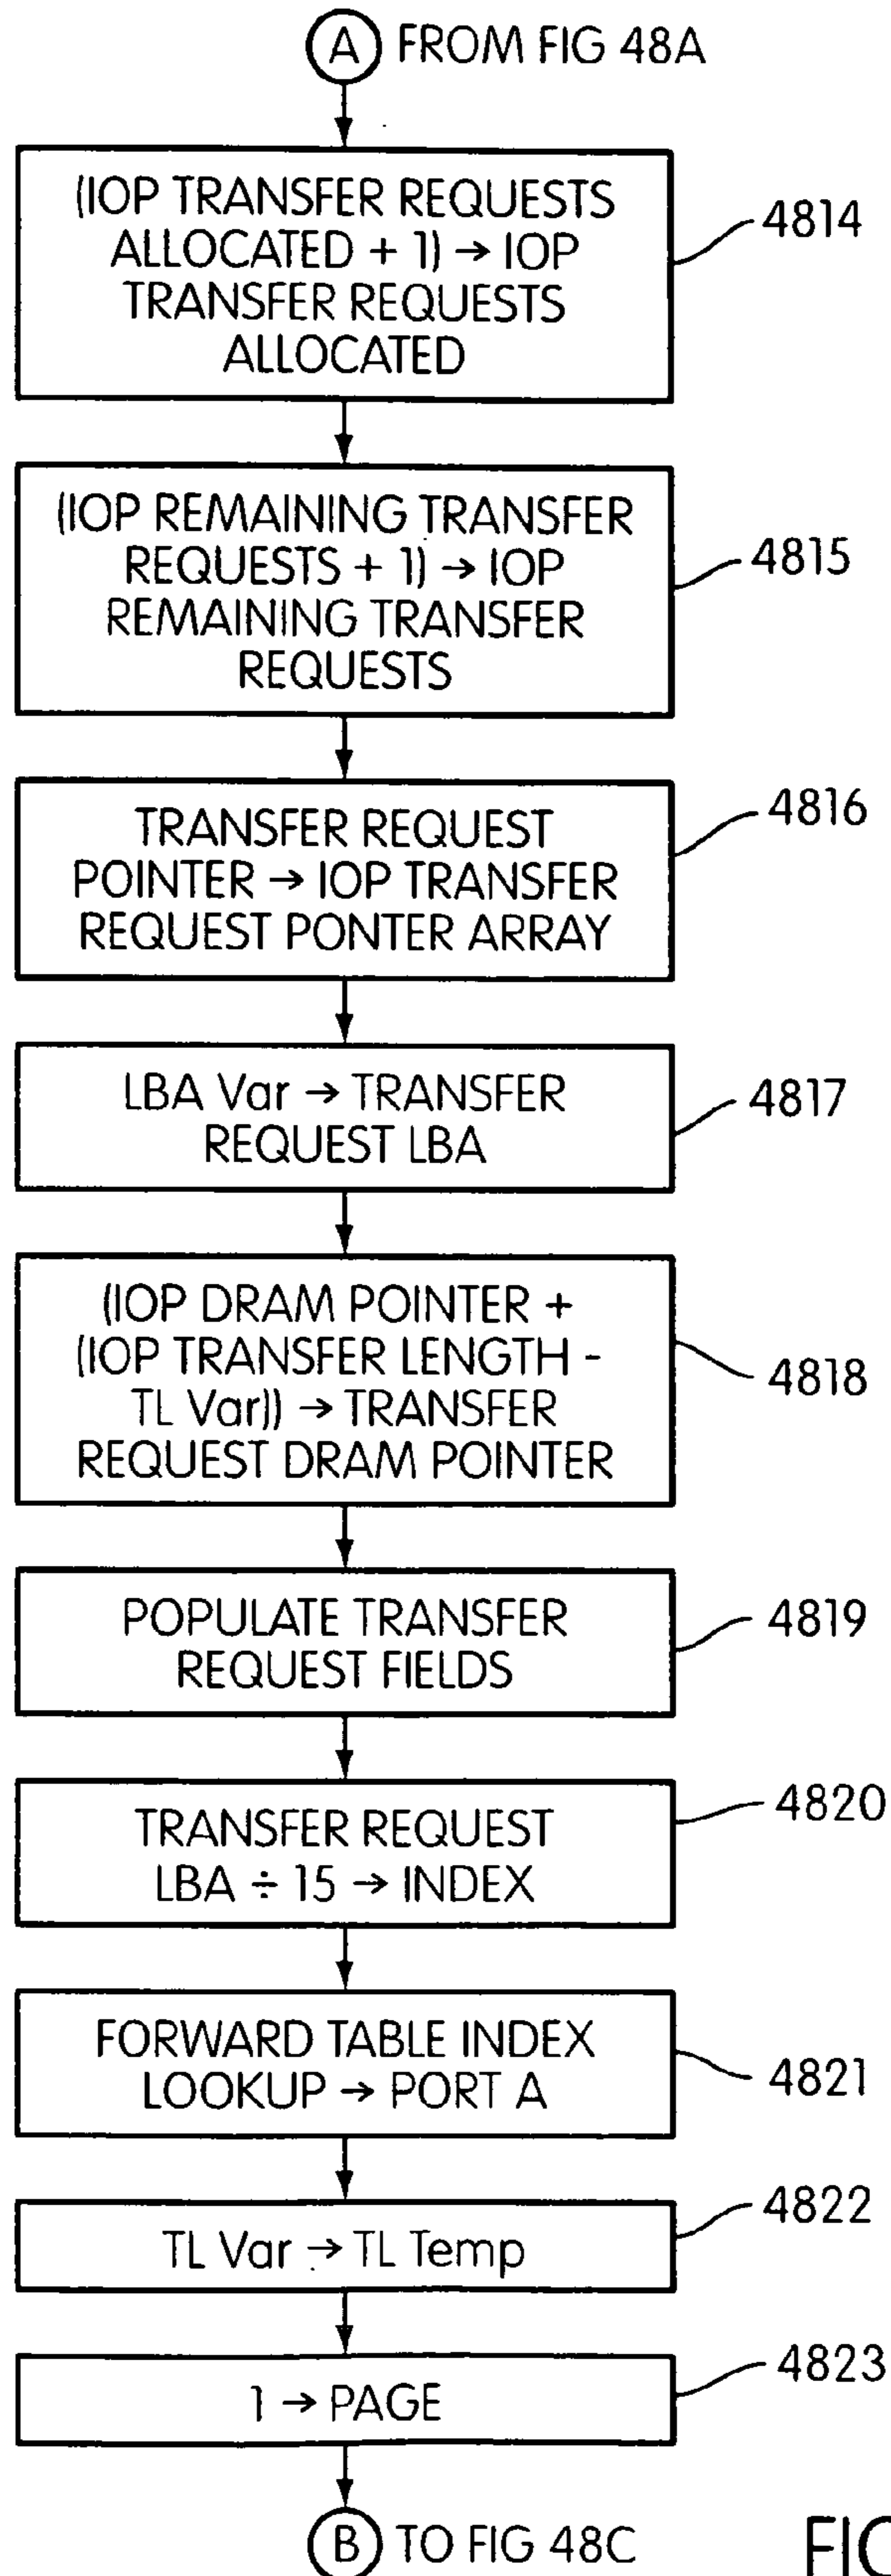 A FROM FIG 48A
(IOP TRANSFER REQUESTS
ALLOCATED + 1) → IOP
TRANSFER REQUESTS
ALLOCATED
4814
(IOP REMAINING TRANSFER
REQUESTS + 1) → IOP
REMAINING TRANSFER
REQUESTS
4815
TRANSFER REQUEST
POINTER → IOP TRANSFER
REQUEST PONTER ARRAY
4816
LBA Var → TRANSFER
REQUEST LBA
4817
(IOP DRAM POINTER +
(IOP TRANSFER LENGTH -
TL Var)) → TRANSFER
REQUEST DRAM POINTER
4818
POPULATE TRANSFER
REQUEST FIELDS
4819
TRANSFER REQUEST
LBA ÷ 15 → INDEX
4820
FORWARD TABLE INDEX
LOOKUP → PORT A
4821
TL Var → TL Temp
4822
1 → PAGE
4823
B TO FIG 48C